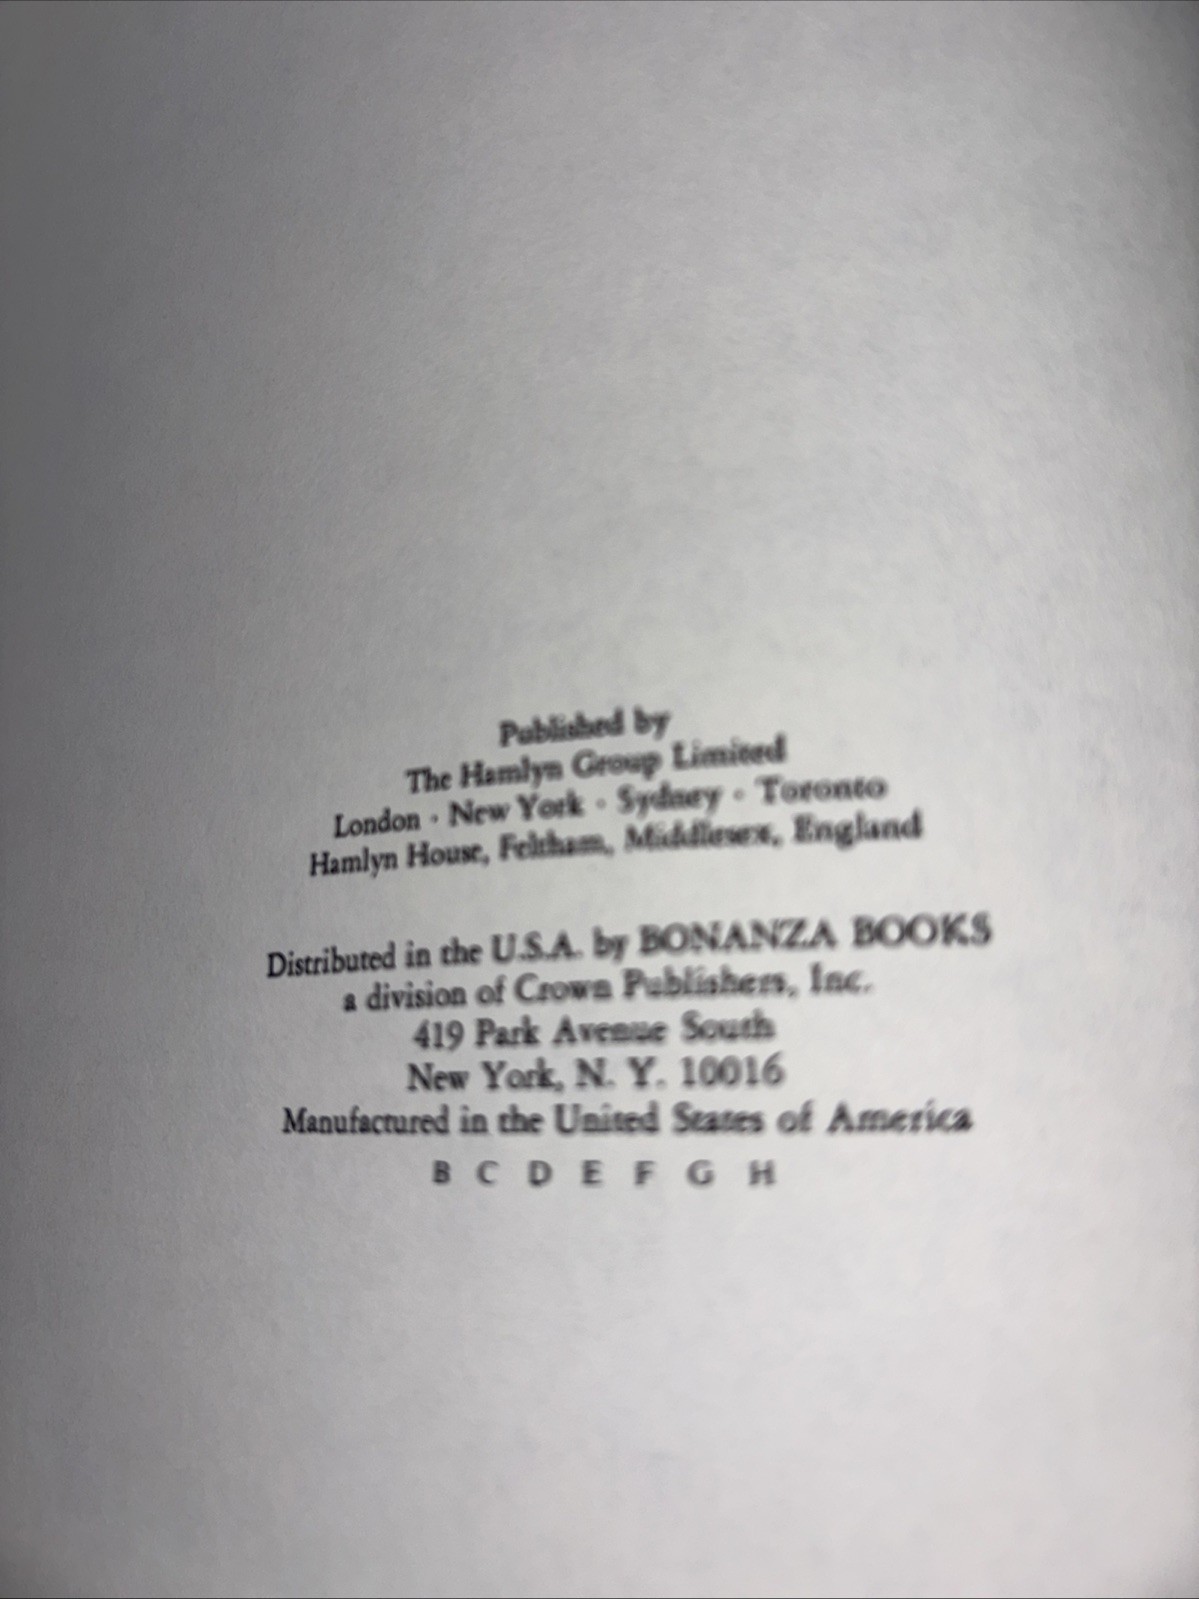 Published by
The Hamlyn Group Limited
London · New York · Sydney · Toronto
Hamlyn House, Feltham, Middlesex, England
Distributed in the U.S.A. by BONANZA BOOKS
a division of Crown Publishers, Inc.
419 Park Avenue South
New York, N. Y. 10016
Manufactured in the United States of America
B C D E F G H